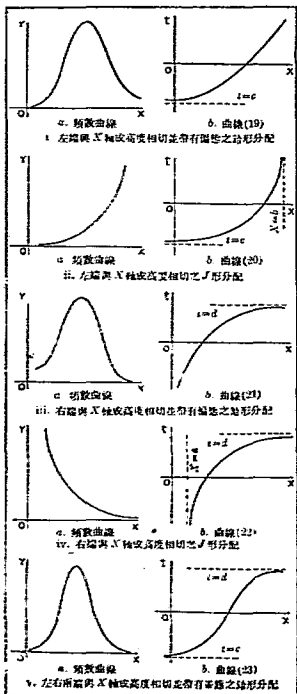 Y t
O X O X
t=c
a. 頻數曲線 b. 曲線(19)
i 左端與X軸或高度相切並帶有偏態之鐘形分配
Y t
O X O X
X=b
t=c
a 頻數曲線 b. 曲線(20)
ii. 左端與X軸或高度相切之J形分配
Y t
t=d
O X O X
a 頻數曲線 b. 曲線(21)
iii. 右端與X軸或高度相切並帶有偏態之鐘形分配
Y t
t=d
X=a
O X O X
a. 頻數曲線 b. 曲線(22)
iv. 右端與X軸或高度相切之J形分配
Y t
t=d
O X O X
t=c
a. 頻數曲線 b. 曲線(23)
v. 左右兩端與X軸或高度相切並帶有偏態之鐘形分配